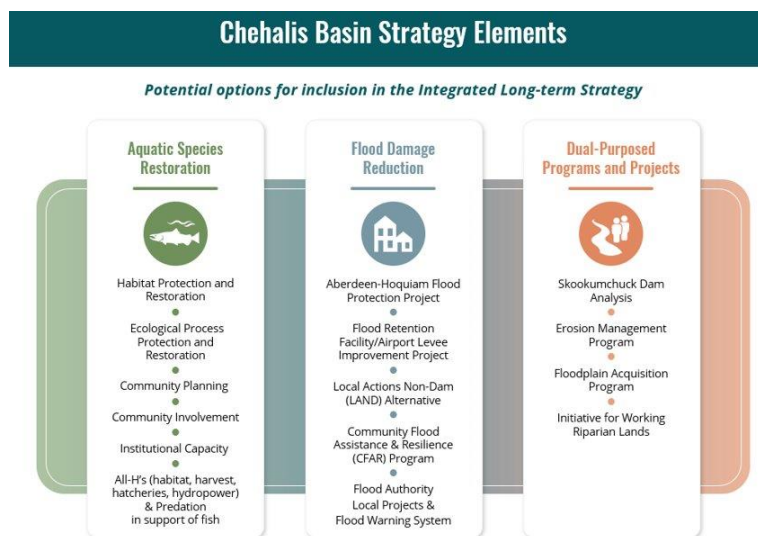 Chehalis Basin Strategy Elements
Potential options for inclusion in the Integrated Long-term Strategy
Aquatic Species
Restoration
Habitat Protection and
Restoration
Ecological Process
Protection and
Restoration
Community Planning
Community Involvement
Institutional Capacity
All-H's (habitat, harvest,
hatcheries, hydropower)
& Predation
in support of fish
Flood Damage
Reduction
Aberdeen-Hoquiam Flood
Protection Project
Flood Retention
Facility/Airport Levee
Improvement Project
Local Actions Non-Dam
(LAND) Alternative
Community Flood
Assistance & Resilience
(CFAR) Program
Flood Authority
Local Projects &
Flood Warning System
Dual-Purposed
Programs and Projects
Skookumchuck Dam
Analysis
Erosion Management
Program
Floodplain Acquisition
Program
Initiative for Working
Riparian Lands